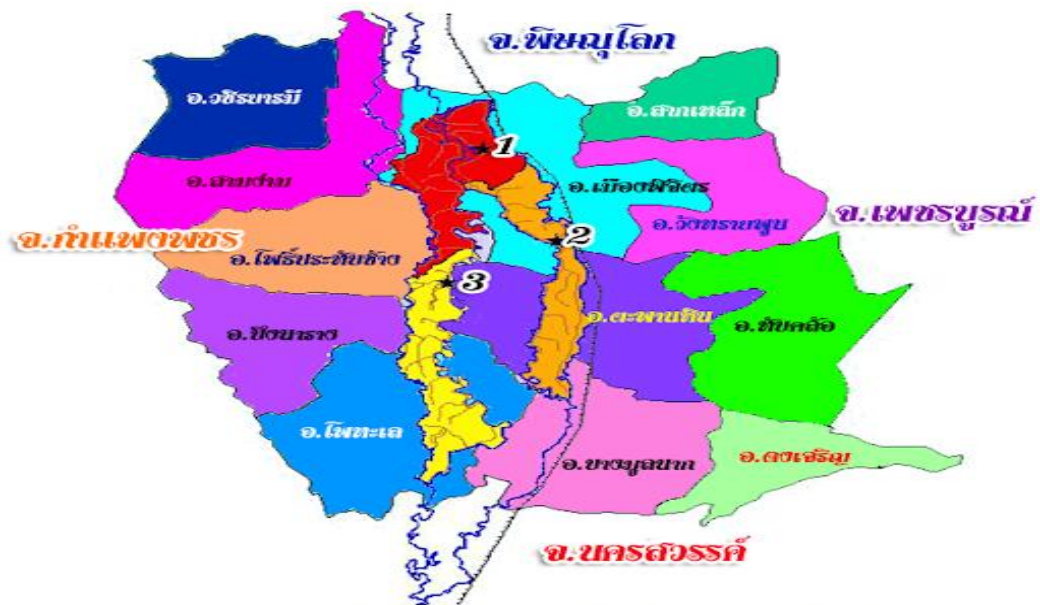 จ.พิษณุโลก
อ.วชิรบารมี
อ.สากเหล็ก
1
อ.สามง่าม
อ.เมืองพิจิตร
อ.วังทรายพูน
จ.เพชรบูรณ์
จ.กำแพงเพชร
2
อ.โพธิ์ประทับช้าง
3
อ.ตะพานหิน
อ.บึงนาราง
อ.ทับคล้อ
อ.โพทะเล
อ.บางมูลนาก
อ.ดงเจริญ
จ.นครสวรรค์